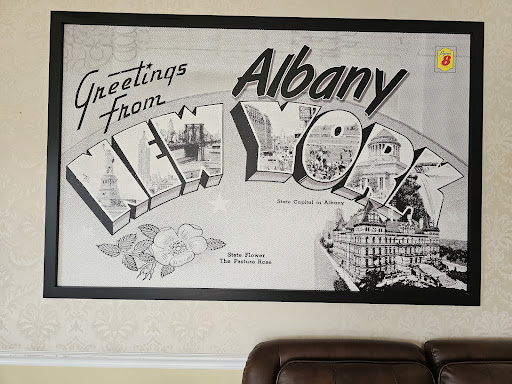 Greetings
From
Albany
NEW YORK
8
State Capitol in Albany
State Flower
The Pasture Rose